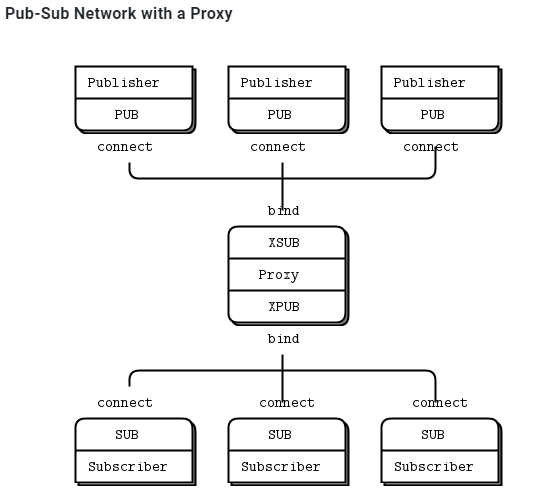 Pub-Sub Network with a Proxy
Publisher Publisher Publisher
PUB PUB PUB
connect connect connect
bind
XSUB
Proxy
XPUB
bind
connect connect connect
SUB SUB SUB
Subscriber Subscriber Subscriber